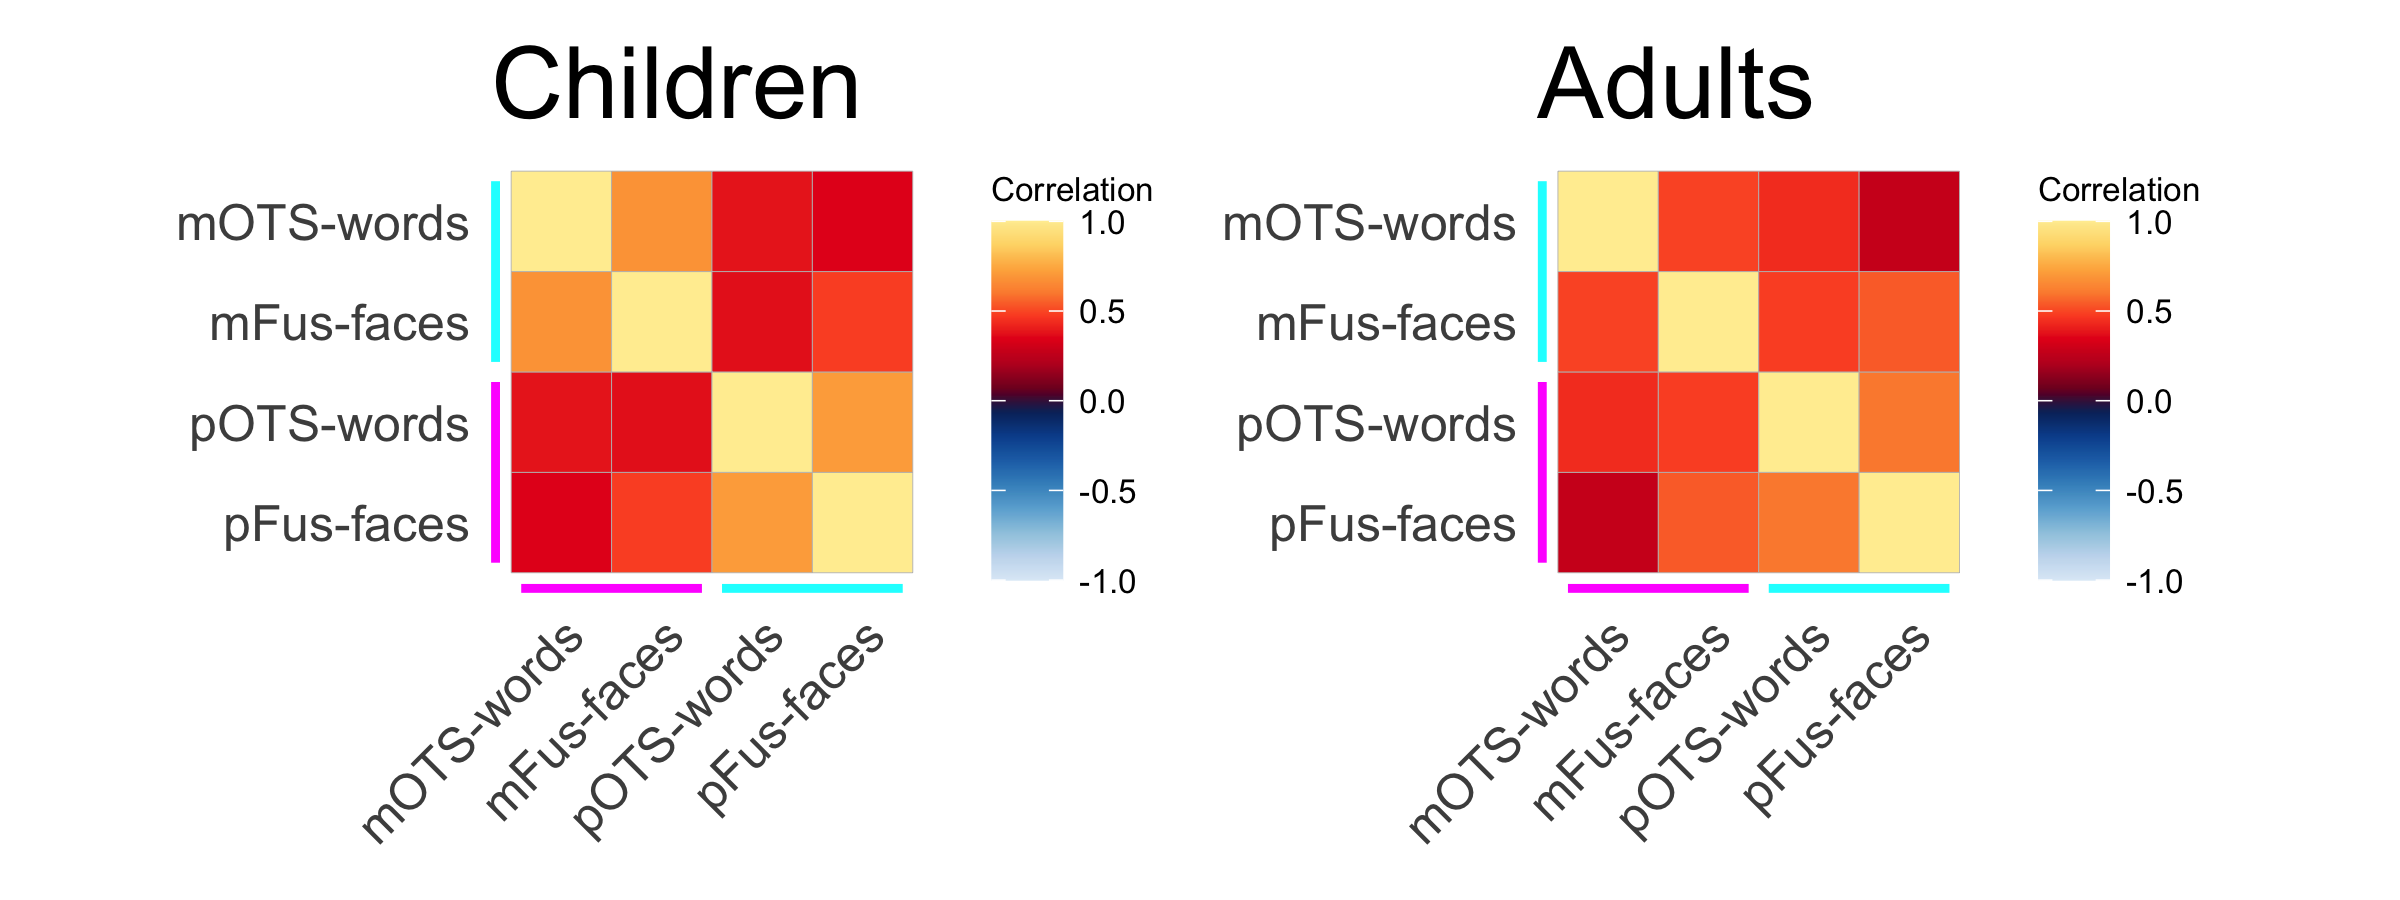 Children
Adults
mOTS-words
mFus-faces
pOTS-words
pFus-faces
Correlation
1.0
0.5
0.0
-0.5
-1.0
mOTS-words
mFus-faces
pOTS-words
pFus-faces
mOTS-words
mFus-faces
pOTS-words
pFus-faces
Correlation
1.0
0.5
0.0
-0.5
-1.0
mOTS-words
mFus-faces
pOTS-words
pFus-faces